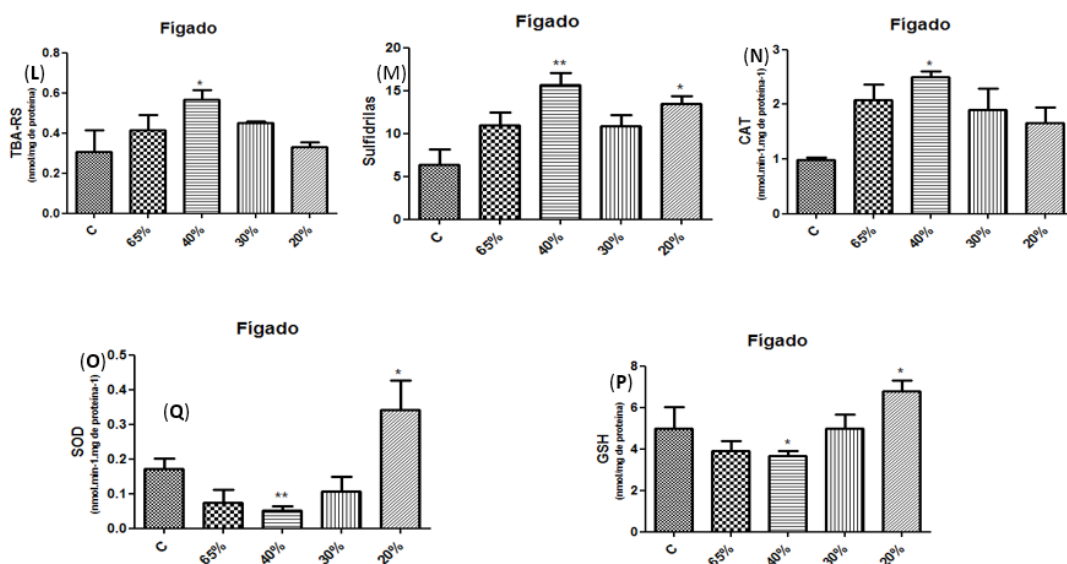 Fígado
(L)
TBA-RS
(nmol/mg de proteína)
0.8
0.6
0.4
0.2
0.0
*
C
65%
40%
30%
20%
Fígado
(M)
Sulfidrilas
20
15
10
5
0
**
*
C
65%
40%
30%
20%
Fígado
(N)
CAT
(nmol.min-1.mg de proteína-1)
3
2
1
0
*
C
65%
40%
30%
20%
Fígado
(O)
(Q)
SOD
(nmol.min-1.mg de proteína-1)
0.5
0.4
0.3
0.2
0.1
0.0
**
*
C
65%
40%
30%
20%
Fígado
(P)
GSH
(nmol/mg de proteína)
8
6
4
2
0
*
*
C
65%
40%
30%
20%